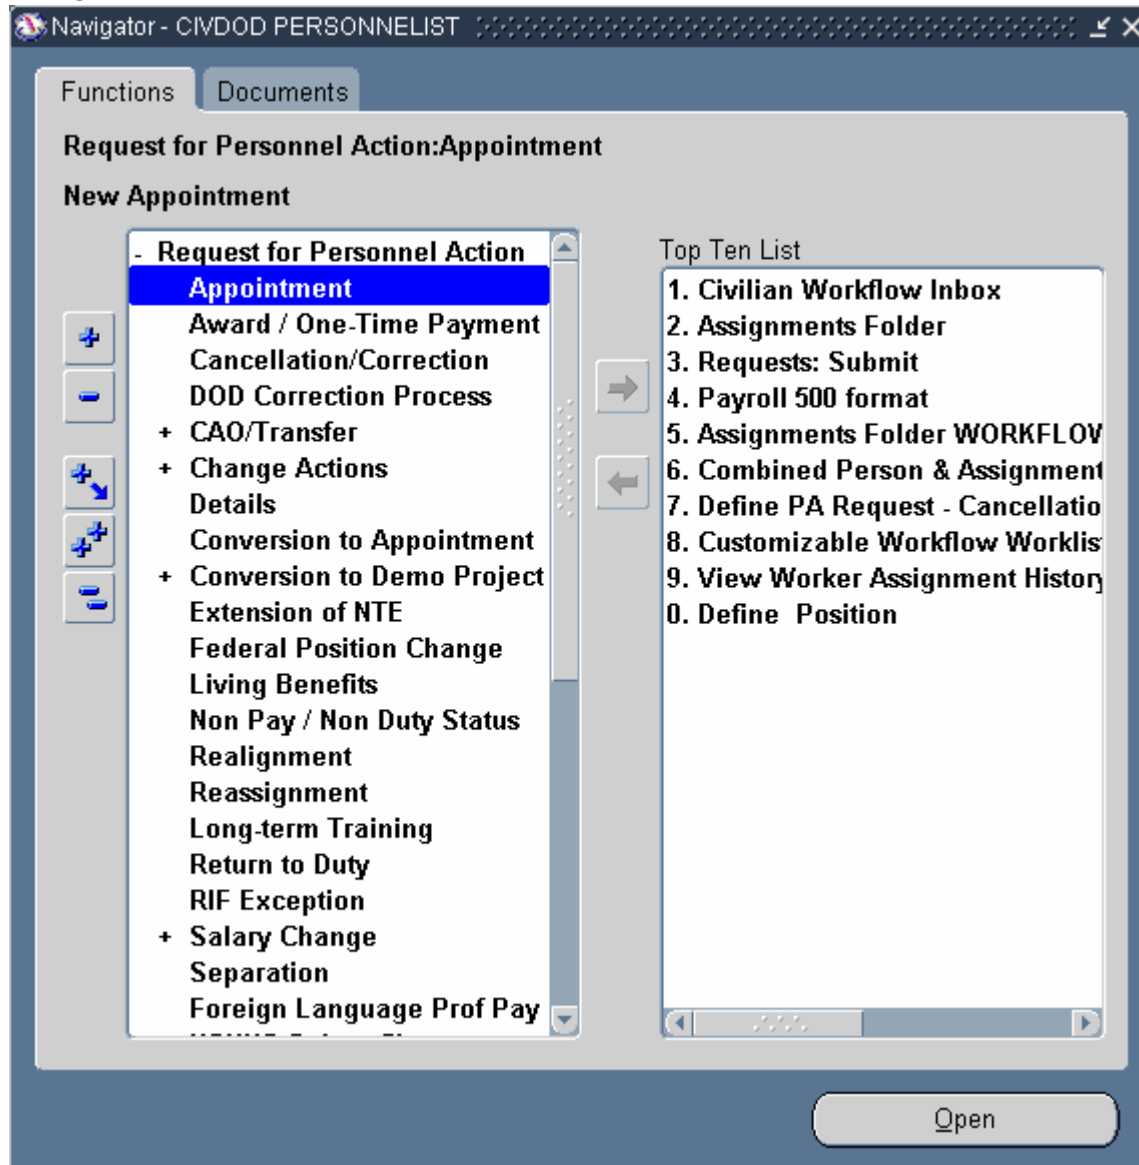 Navigator - CIVDOD PERSONNELIST
Functions
Documents
Request for Personnel Action:Appointment
New Appointment
- Request for Personnel Action
Appointment
Award / One-Time Payment
Cancellation/Correction
DOD Correction Process
+ CAO/Transfer
+ Change Actions
Details
Conversion to Appointment
+ Conversion to Demo Project
Extension of NTE
Federal Position Change
Living Benefits
Non Pay / Non Duty Status
Realignment
Reassignment
Long-term Training
Return to Duty
RIF Exception
+ Salary Change
Separation
Foreign Language Prof Pay
Top Ten List
1. Civilian Workflow Inbox
2. Assignments Folder
3. Requests: Submit
4. Payroll 500 format
5. Assignments Folder WORKFLOW
6. Combined Person & Assignment
7. Define PA Request - Cancellatio
8. Customizable Workflow Worklis
9. View Worker Assignment History
0. Define Position
Open